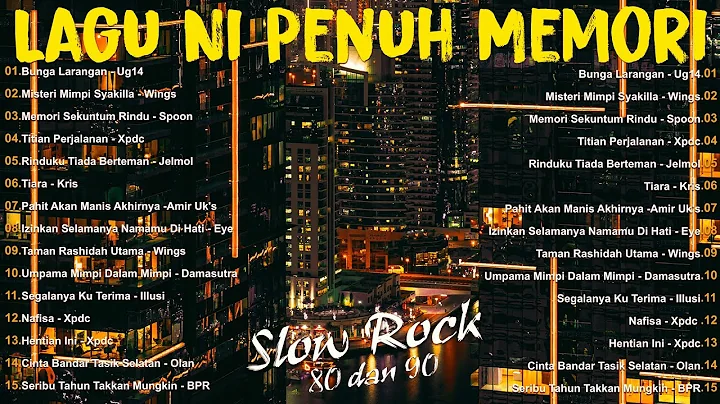 LAGU NI PENUH MEMORI
01.Bunga Larangan - Ug14
02.Misteri Mimpi Syakilla - Wings
03.Memori Sekuntum Rindu - Spoon
04.Titian Perjalanan - Xpdc
05.Rinduku Tiada Berteman - Jelmol
06.Tiara - Kris
07.Pahit Akan Manis Akhirnya -Amir Uk's
08.Izinkan Selamanya Namamu Di Hati - Eye
09.Taman Rashidah Utama - Wings
10.Umpama Mimpi Dalam Mimpi - Damasutra
11.Segalanya Ku Terima - Illusi
12.Nafisa - Xpdc
13.Hentian Ini - Xpdc
14.Cinta Bandar Tasik Selatan - Olan
15.Seribu Tahun Takkan Mungkin - BPR
Bunga Larangan - Ug14.01
Misteri Mimpi Syakilla - Wings.02
Memori Sekuntum Rindu - Spoon.03
Titian Perjalanan - Xpdc.04
Rinduku Tiada Berteman - Jelmol.05
Tiara - Kris.06
Pahit Akan Manis Akhirnya -Amir Uk's.07
Izinkan Selamanya Namamu Di Hati - Eye.08
Taman Rashidah Utama - Wings.09
Umpama Mimpi Dalam Mimpi - Damasutra.10
Segalanya Ku Terima - Illusi.11
Nafisa - Xpdc.12
Hentian Ini - Xpdc.13
Cinta Bandar Tasik Selatan - Olan.14
Seribu Tahun Takkan Mungkin - BPR.15
Slow Rock
80 dan 90